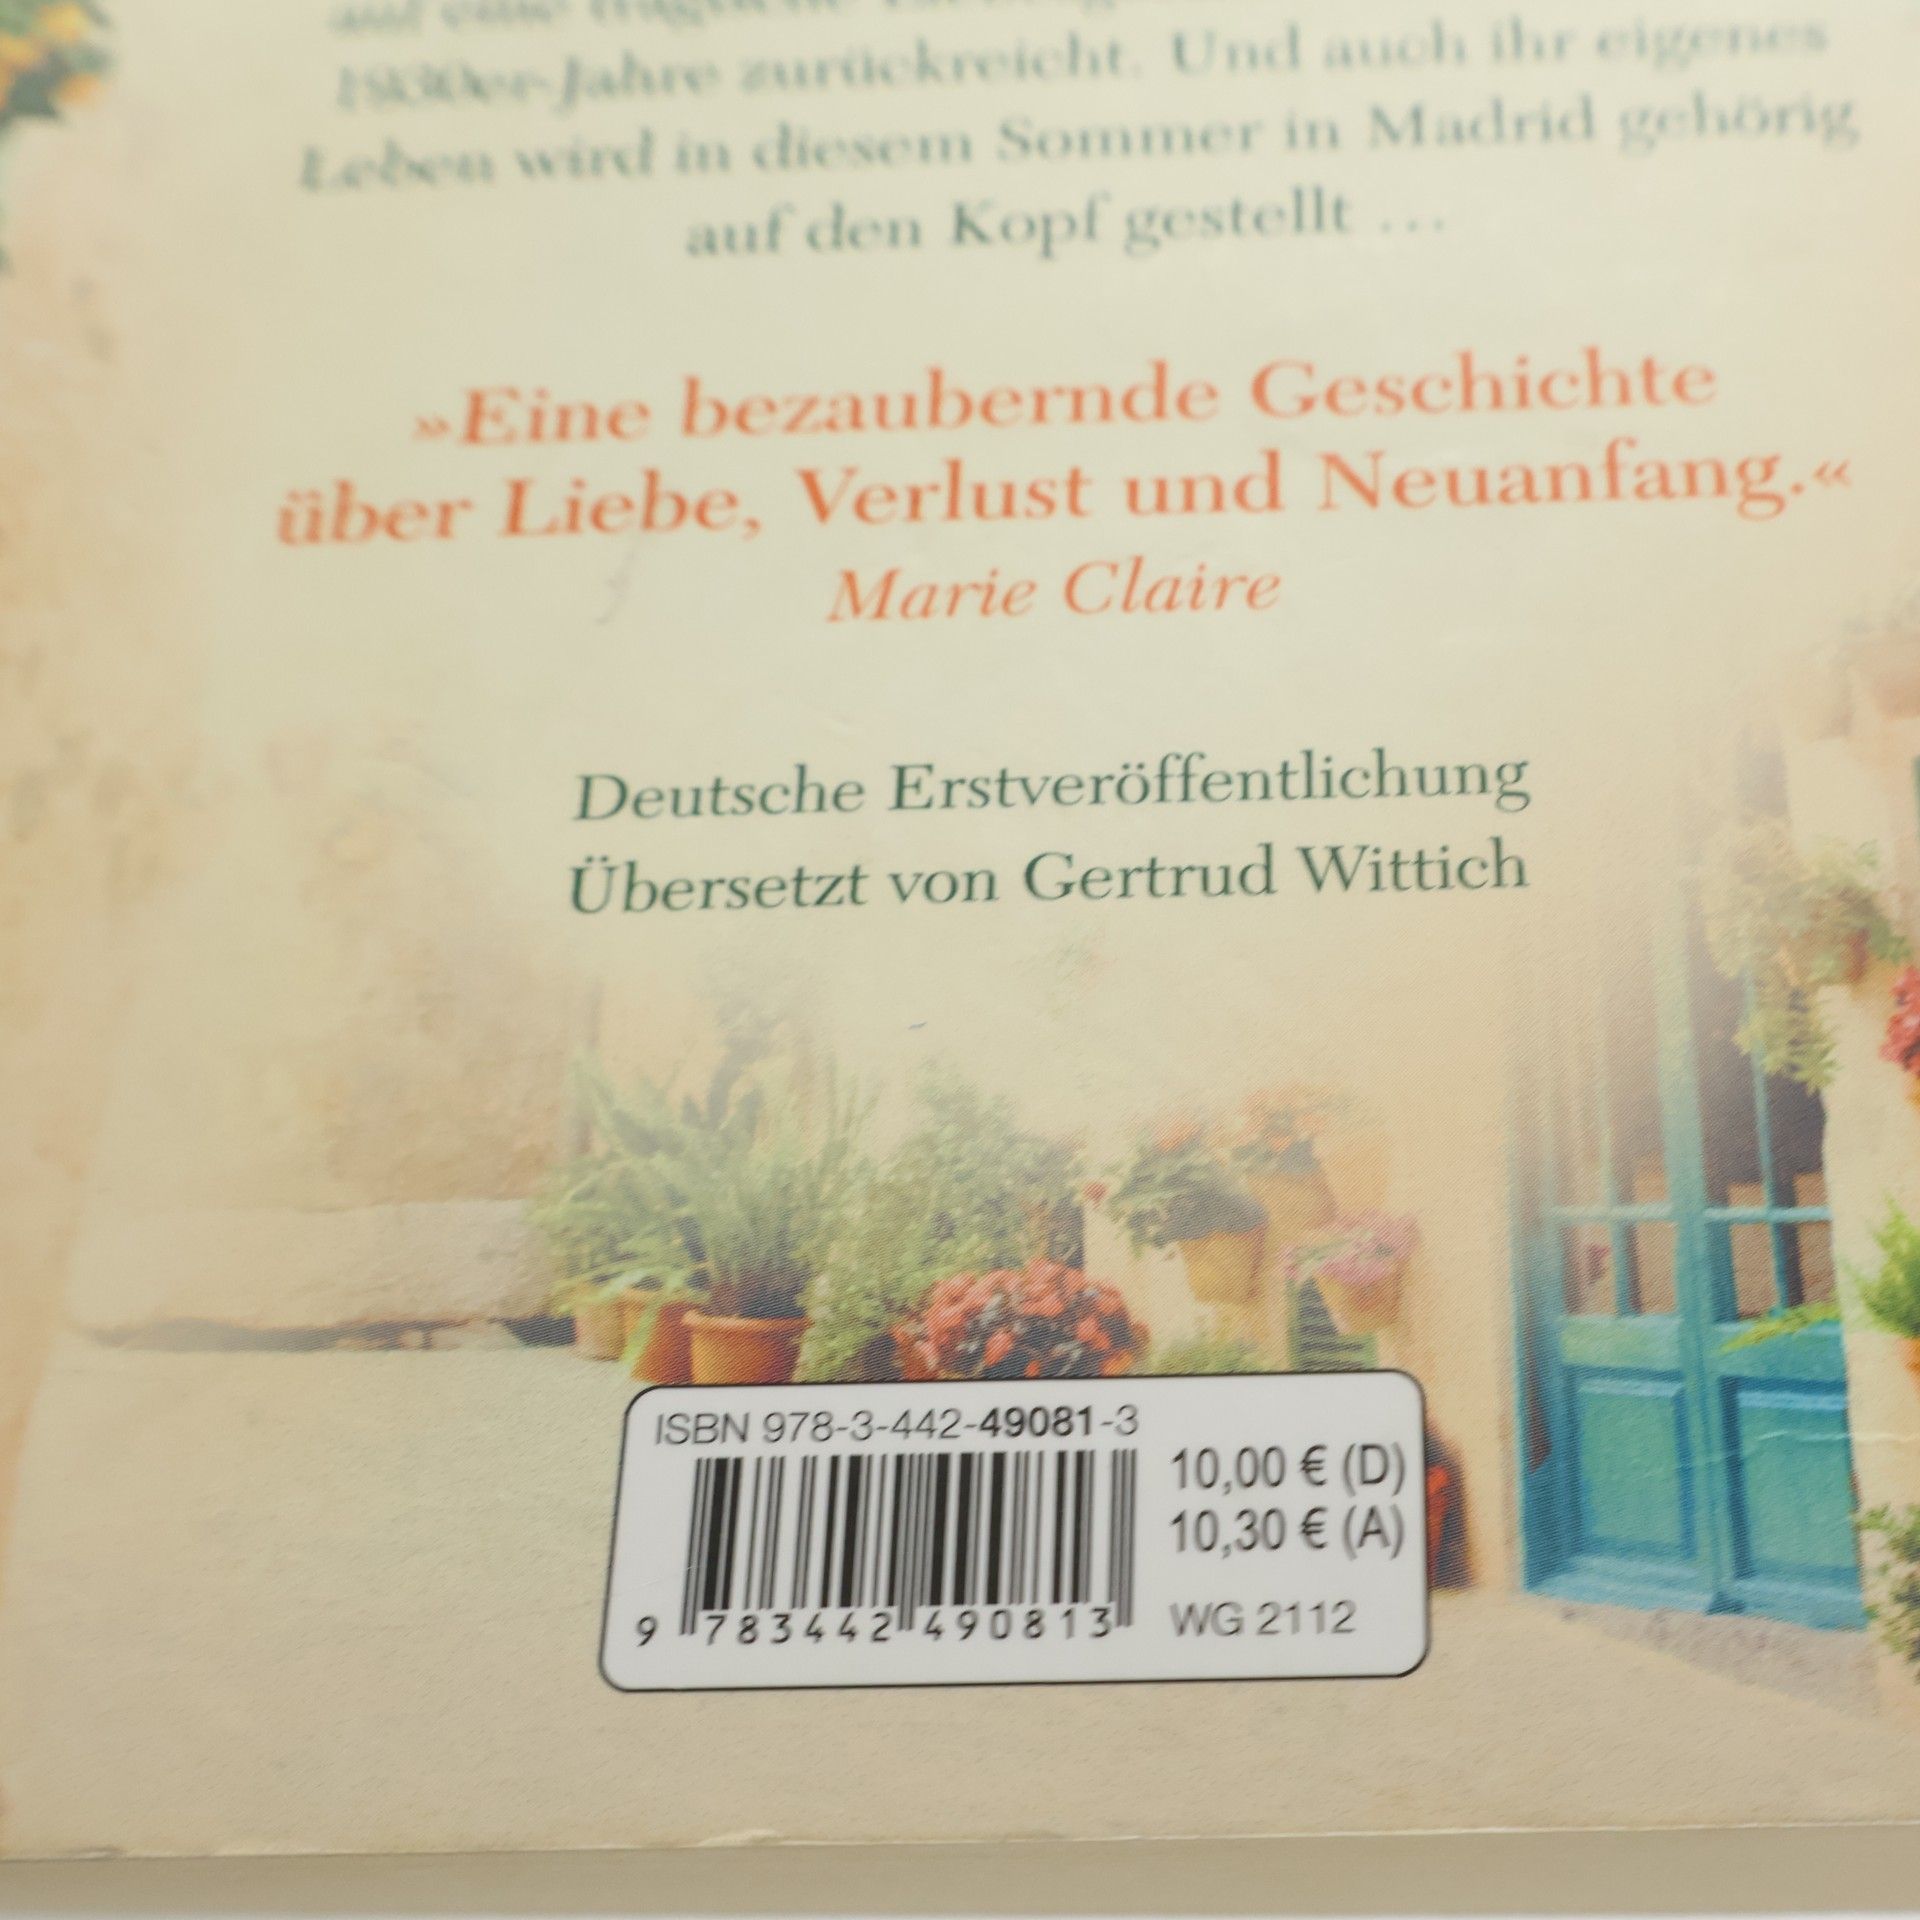 auf eine
1930er-Jahre zurückreicht. Und auch ihr eigenes
Leben wird in diesem Sommer in Madrid gehörig
auf den Kopf gestellt …
»Eine bezaubernde Geschichte
über Liebe, Verlust und Neuanfang.«
Marie Claire
Deutsche Erstveröffentlichung
Übersetzt von Gertrud Wittich
ISBN 978-3-442-49081-3
10,00 € (D)
10,30 € (A)
WG 2112
9 783442 490813